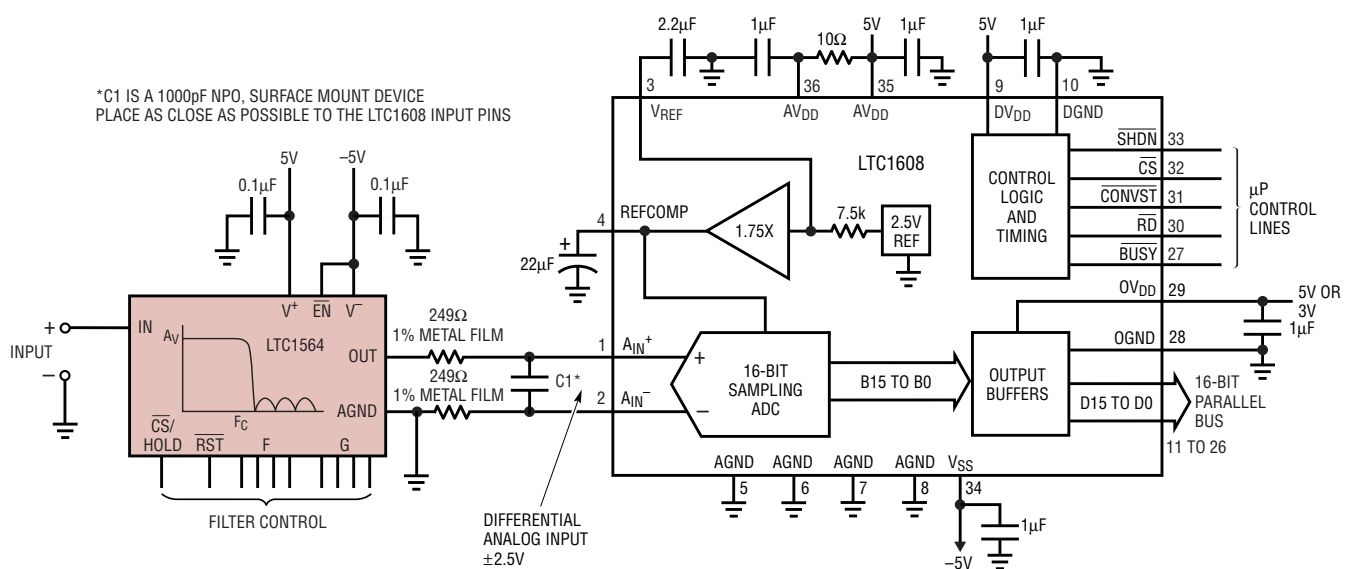 *C1 IS A 1000pF NPO, SURFACE MOUNT DEVICE
PLACE AS CLOSE AS POSSIBLE TO THE LTC1608 INPUT PINS
5V
–5V
0.1µF
0.1µF
V+
EN
V–
IN
AV
LTC1564
OUT
AGND
FC
CS/
HOLD
RST
F
G
FILTER CONTROL
+
INPUT
–
249Ω
1% METAL FILM
249Ω
1% METAL FILM
C1*
DIFFERENTIAL
ANALOG INPUT
±2.5V
2.2µF
1µF
10Ω
5V
1µF
5V
1µF
3
36
35
9
10
VREF
AVDD
AVDD
DVDD
DGND
LTC1608
4
REFCOMP
+
22µF
1.75X
7.5k
2.5V
REF
CONTROL
LOGIC
AND
TIMING
SHDN
33
CS
32
CONVST
31
RD
30
BUSY
27
µP
CONTROL
LINES
OVDD
29
5V OR
3V
1µF
OGND
28
1
AIN+
2
AIN–
+
–
16-BIT
SAMPLING
ADC
B15 TO B0
OUTPUT
BUFFERS
D15 TO D0
16-BIT
PARALLEL
BUS
11 TO 26
AGND
AGND
AGND
AGND
VSS
5
6
7
8
34
1µF
–5V